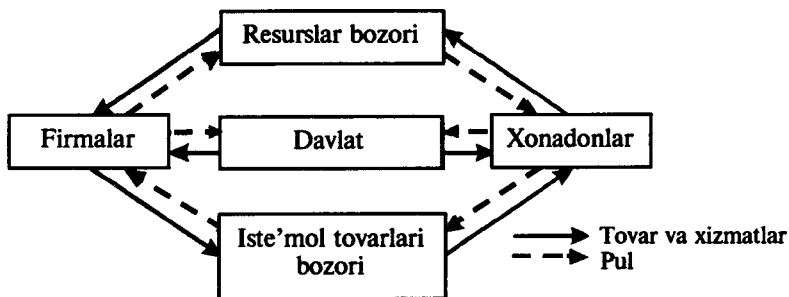 Resurslar bozori
Firmalar
Davlat
Xonadonlar
Iste’mol tovarlari
bozori
Tovar va xizmatlar
Pul